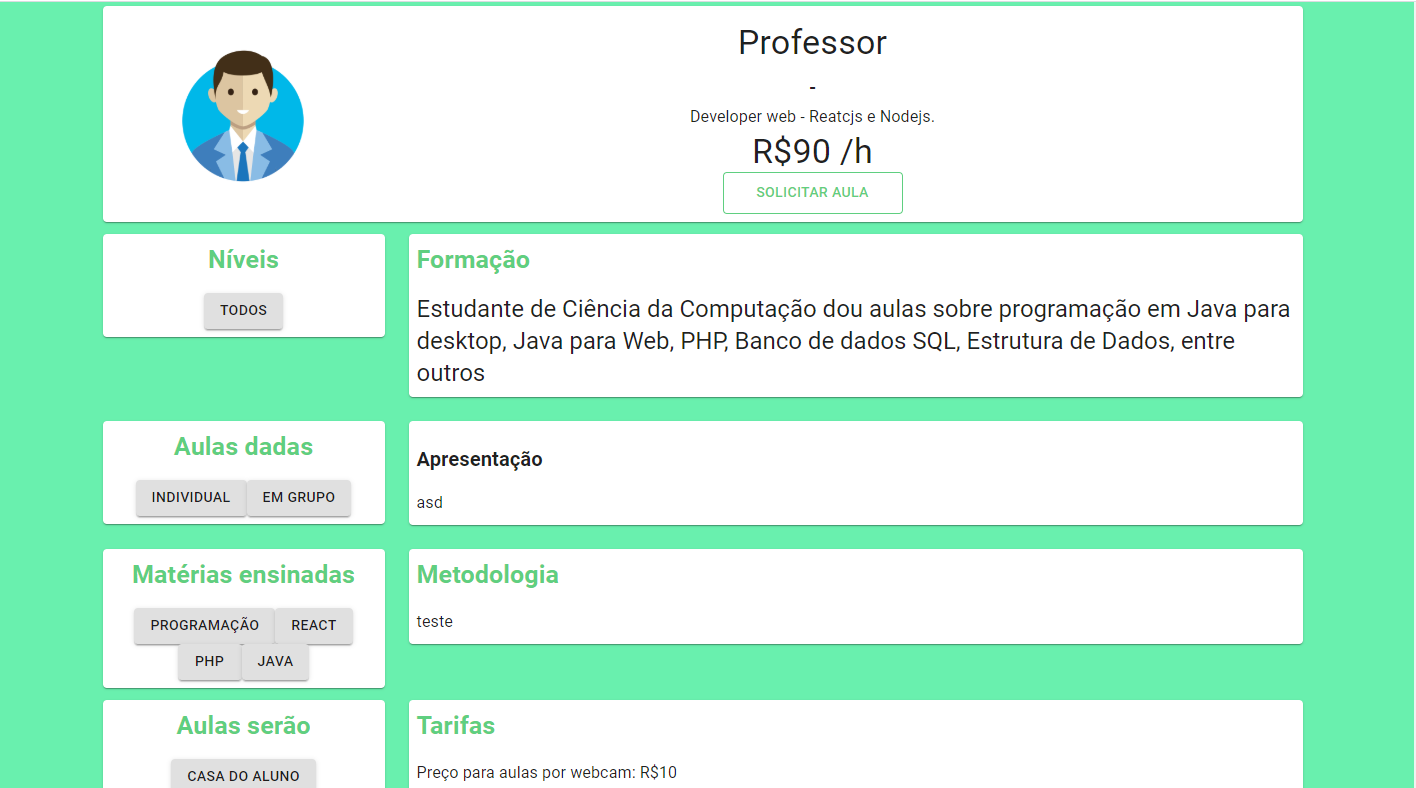 Professor
-
Developer web - Reatcjs e Nodejs.
R$90 /h
SOLICITAR AULA
Níveis
TODOS
Formação
Estudante de Ciência da Computação dou aulas sobre programação em Java para
desktop, Java para Web, PHP, Banco de dados SQL, Estrutura de Dados, entre
outros
Aulas dadas
INDIVIDUAL EM GRUPO
Apresentação
asd
Matérias ensinadas
PROGRAMAÇÃO REACT
PHP JAVA
Metodologia
teste
Aulas serão
CASA DO ALUNO
Tarifas
Preço para aulas por webcam: R$10